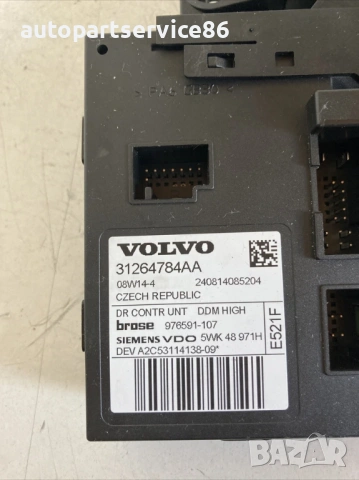 autopartservice86
VOLVO
31264784AA
08W14-4 240814085204
CZECH REPUBLIC
DR CONTR UNT DDM HIGH
brose 976591-107
SIEMENS VDO 5WK 48 971H
DEV A2C53114138-09*
E521F
BAZAR